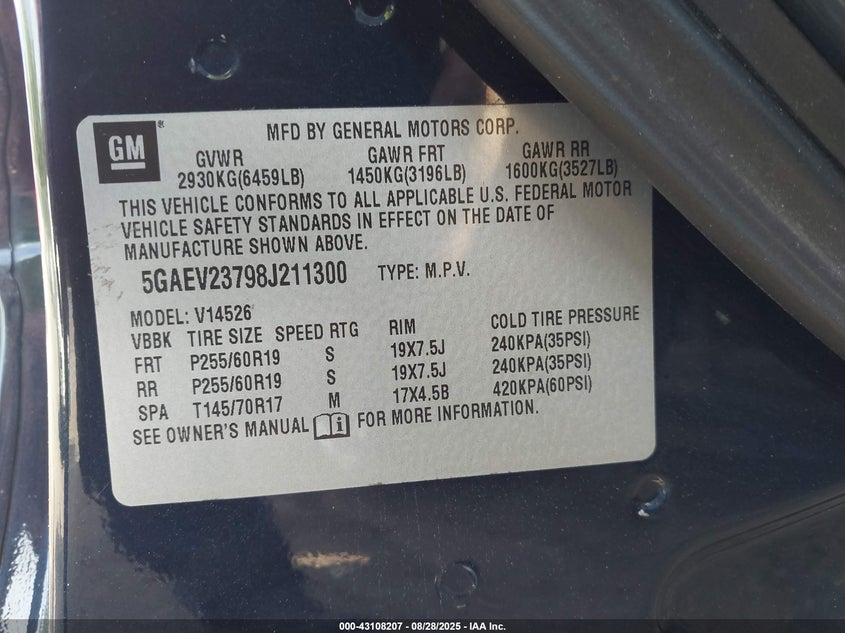 GM
MFD BY GENERAL MOTORS CORP.
GVWR GAWR FRT GAWR RR
2930KG(6459LB) 1450KG(3196LB) 1600KG(3527LB)
THIS VEHICLE CONFORMS TO ALL APPLICABLE U.S. FEDERAL MOTOR
VEHICLE SAFETY STANDARDS IN EFFECT ON THE DATE OF
MANUFACTURE SHOWN ABOVE.
5GAEV23798J211300 TYPE: M.P.V.
MODEL: V14526
VBBK TIRE SIZE SPEED RTG RIM COLD TIRE PRESSURE
FRT P255/60R19 S 19X7.5J 240KPA(35PSI)
RR P255/60R19 S 19X7.5J 240KPA(35PSI)
SPA T145/70R17 M 17X4.5B 420KPA(60PSI)
SEE OWNER'S MANUAL i FOR MORE INFORMATION.
000-43108207 - 08/28/2025 - IAA Inc.